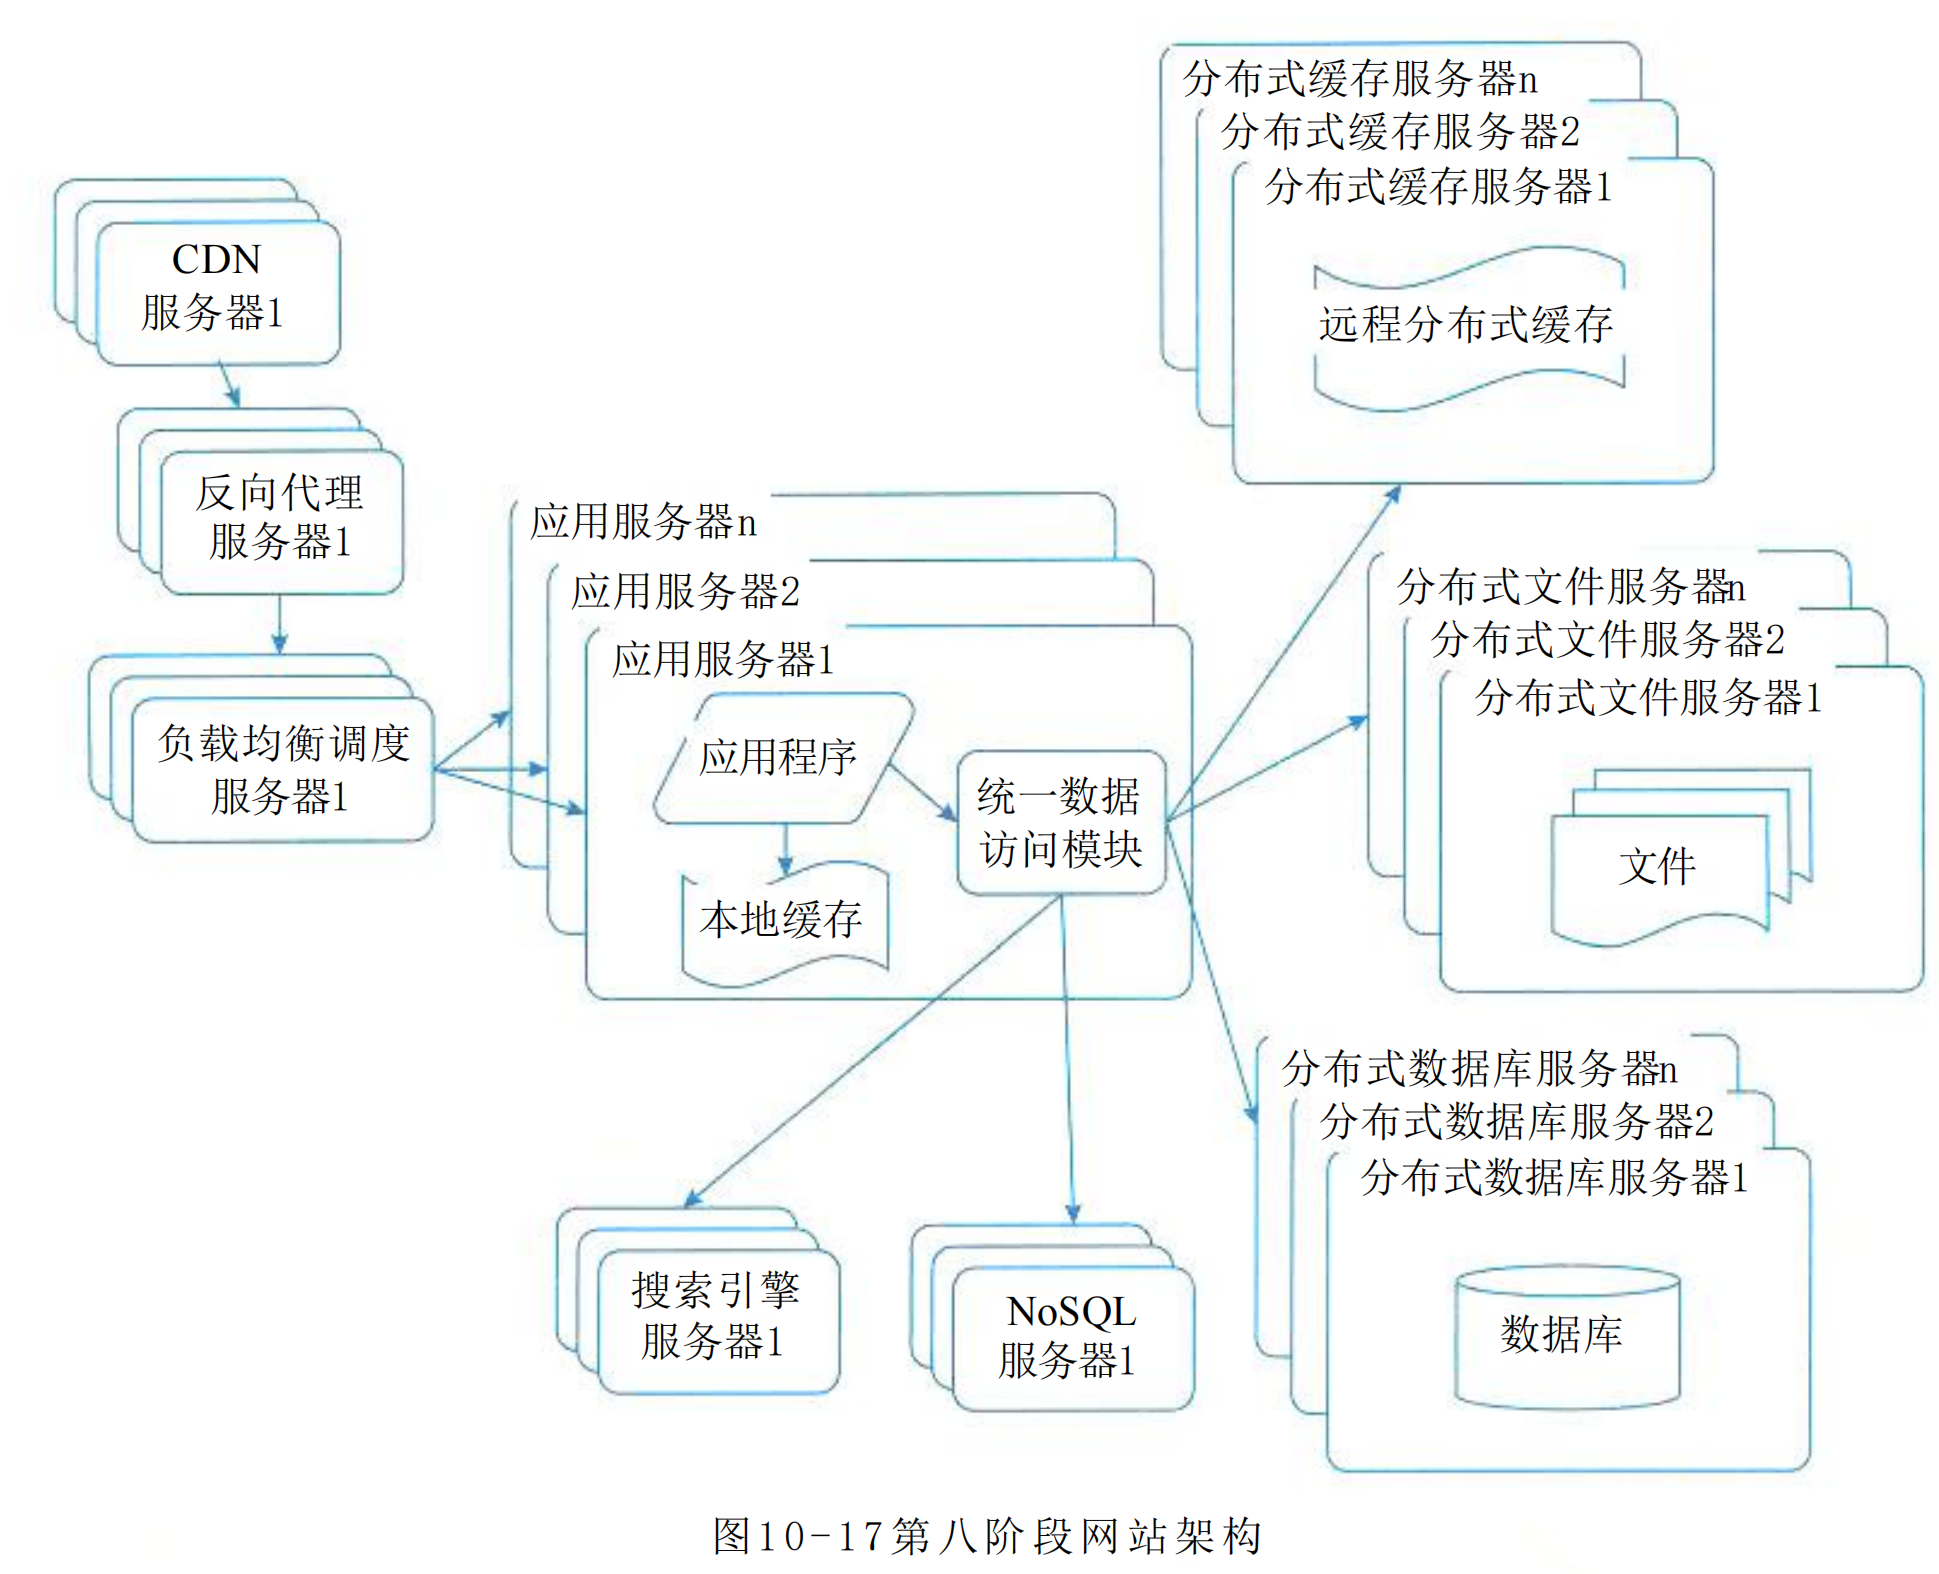 分布式缓存服务器n
分布式缓存服务器2
分布式缓存服务器1
远程分布式缓存
CDN
服务器1
反向代理
服务器1
负载均衡调度
服务器1
应用服务器n
应用服务器2
应用服务器1
应用程序
本地缓存
统一数据
访问模块
分布式文件服务器n
分布式文件服务器2
分布式文件服务器1
文件
分布式数据库服务器n
分布式数据库服务器2
分布式数据库服务器1
数据库
搜索引擎
服务器1
NoSQL
服务器1
图10-17第八阶段网站架构